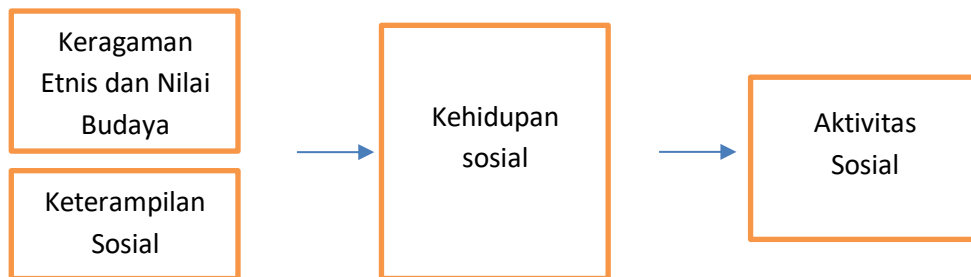 Keragaman
Etnis dan Nilai
Budaya
Keterampilan
Sosial
Kehidupan
sosial
Aktivitas
Sosial